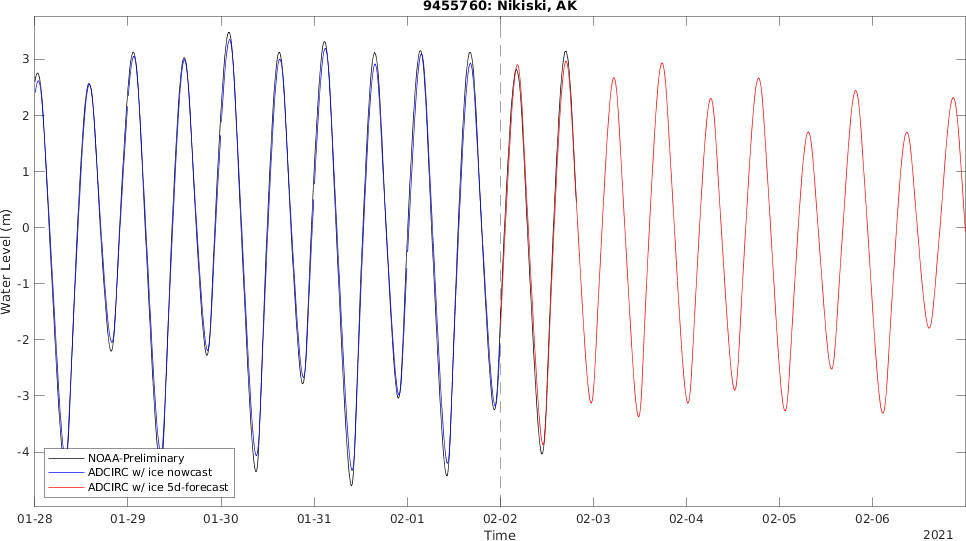 9455760: Nikiski, AK
Water Level (m)
3
2
1
0
-1
-2
-3
-4
NOAA-Preliminary
ADCIRC w/ ice nowcast
ADCIRC w/ ice 5d-forecast
01-28 01-29 01-30 01-31 02-01 02-02 02-03 02-04 02-05 02-06
Time
2021